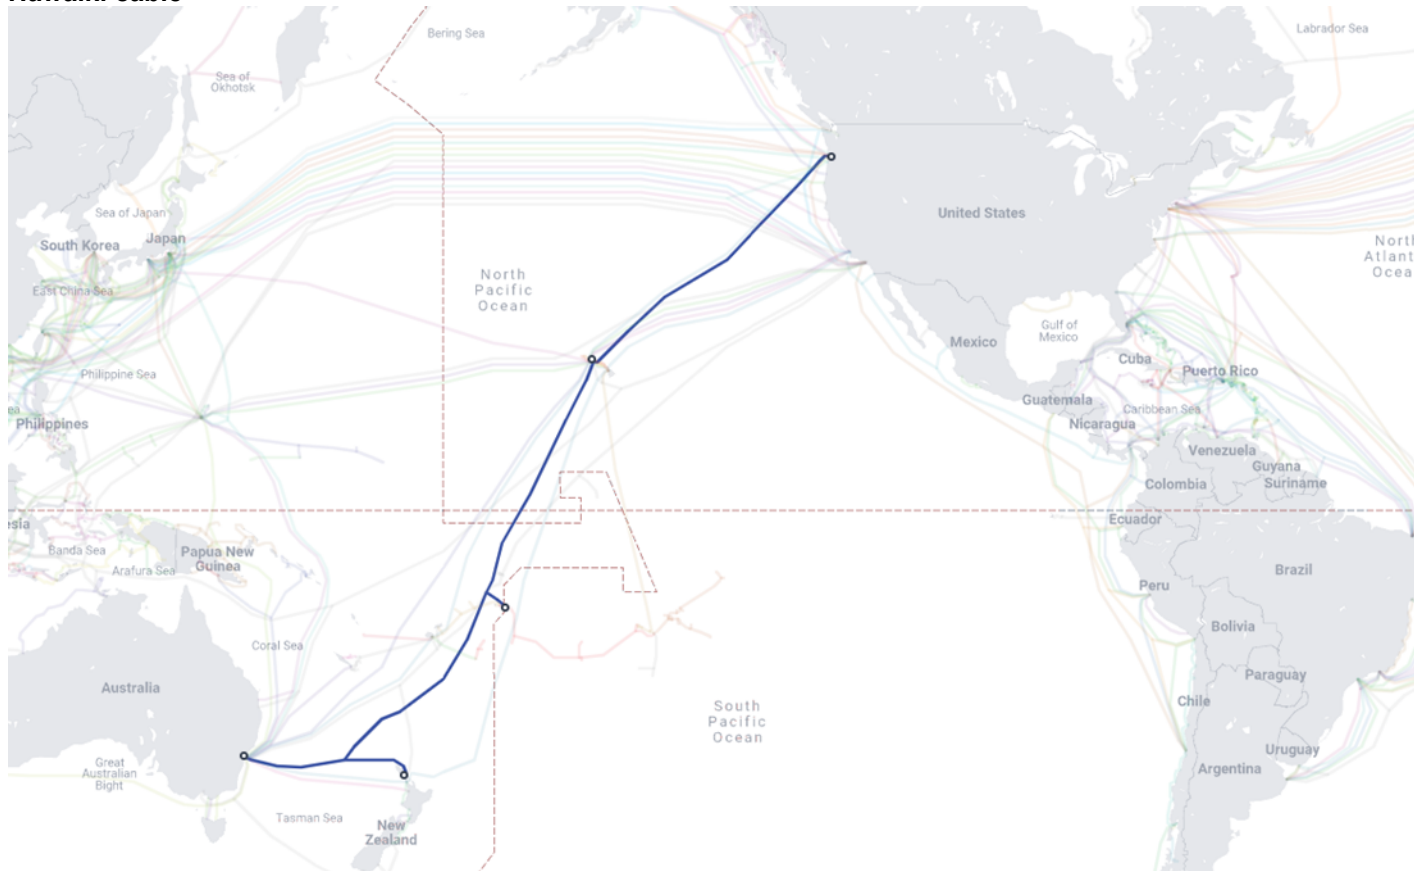 Bering Sea
Labrador Sea
Sea of
Okhotsk
Sea of Japan
South Korea
Japan
East China Sea
United States
North
Pacific
Ocean
Philippine Sea
Philippines
Mexico
Gulf of
Mexico
Cuba
Puerto Rico
Guatemala
Caribbean Sea
Nicaragua
Venezuela
Guyana
Suriname
Colombia
Ecuador
Banda Sea
Papua New
Guinea
Arafura Sea
Brazil
Peru
Coral Sea
Bolivia
Australia
Paraguay
Chile
South
Pacific
Ocean
Uruguay
Argentina
Great
Australian
Bight
Tasman Sea
New
Zealand